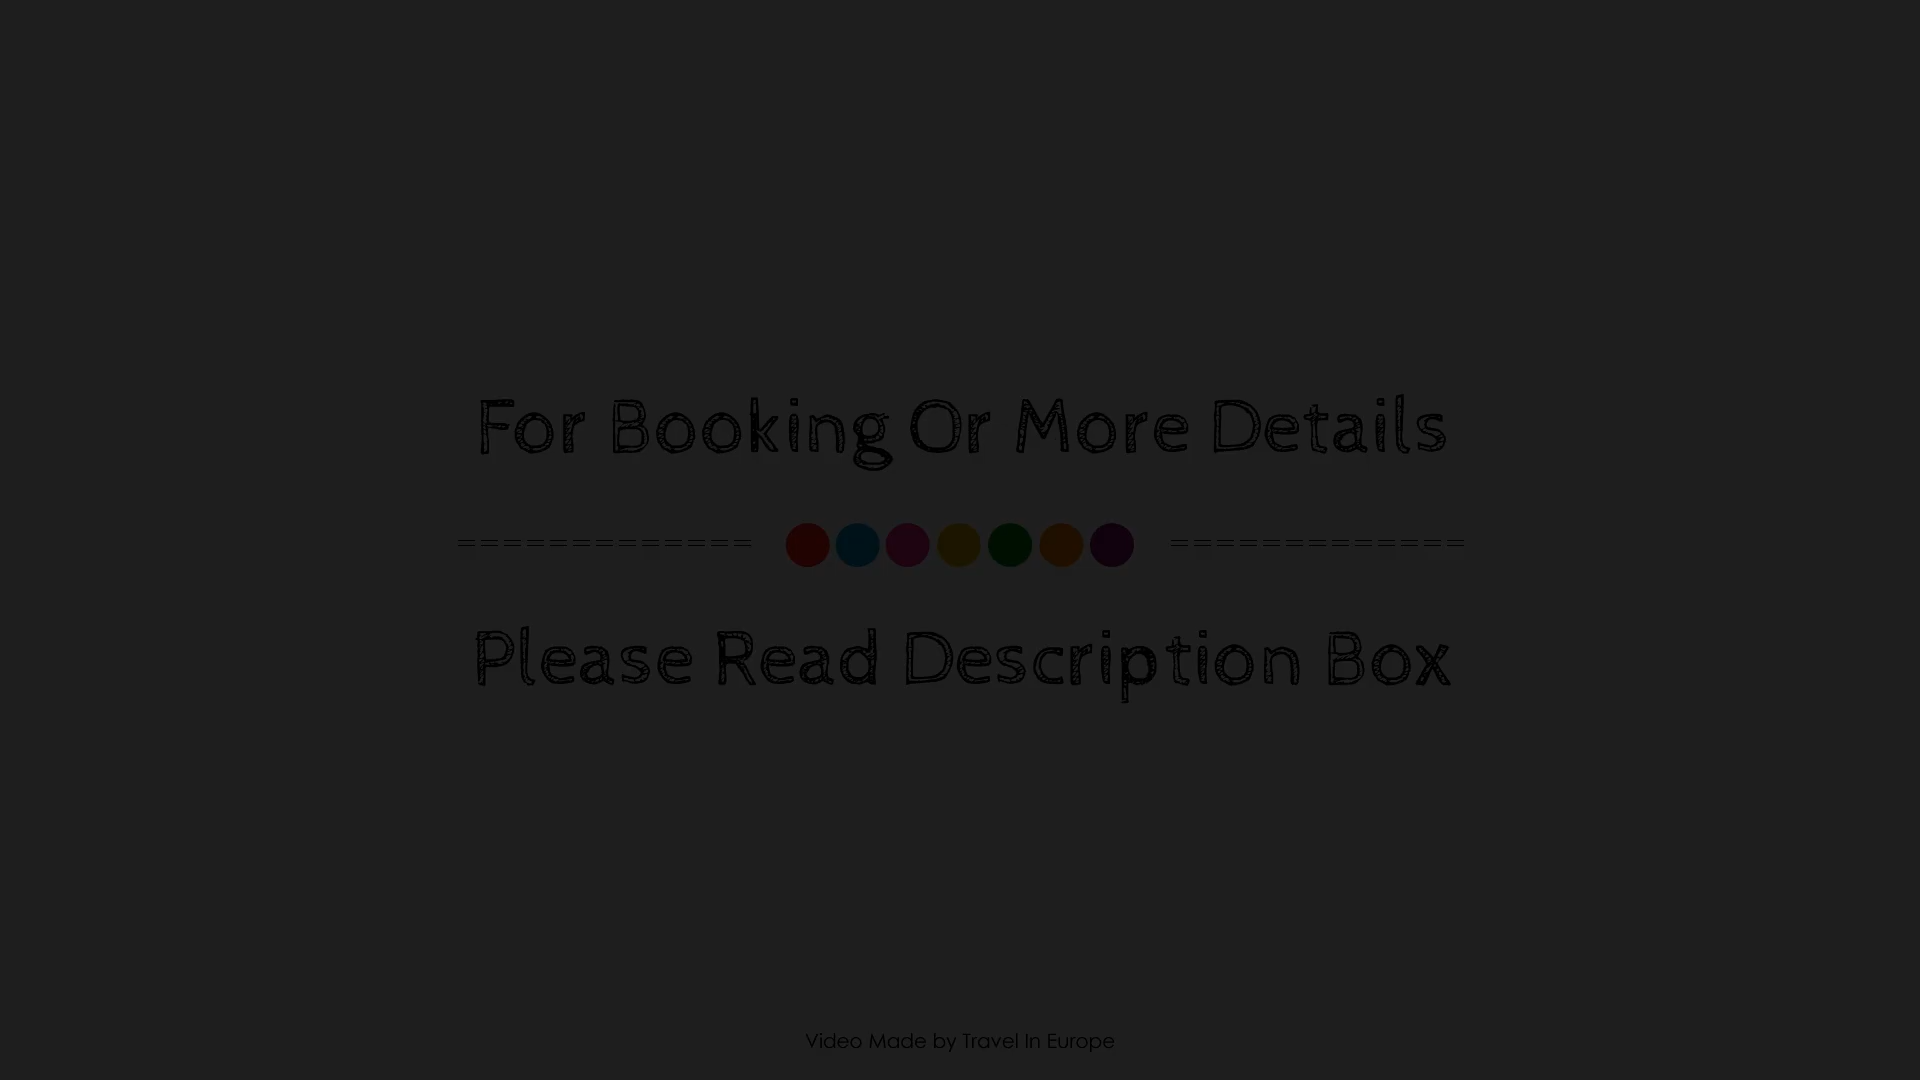 For Booking Or More Details
============= =============
Please Read Description Box
Video Made by Travel In Europe